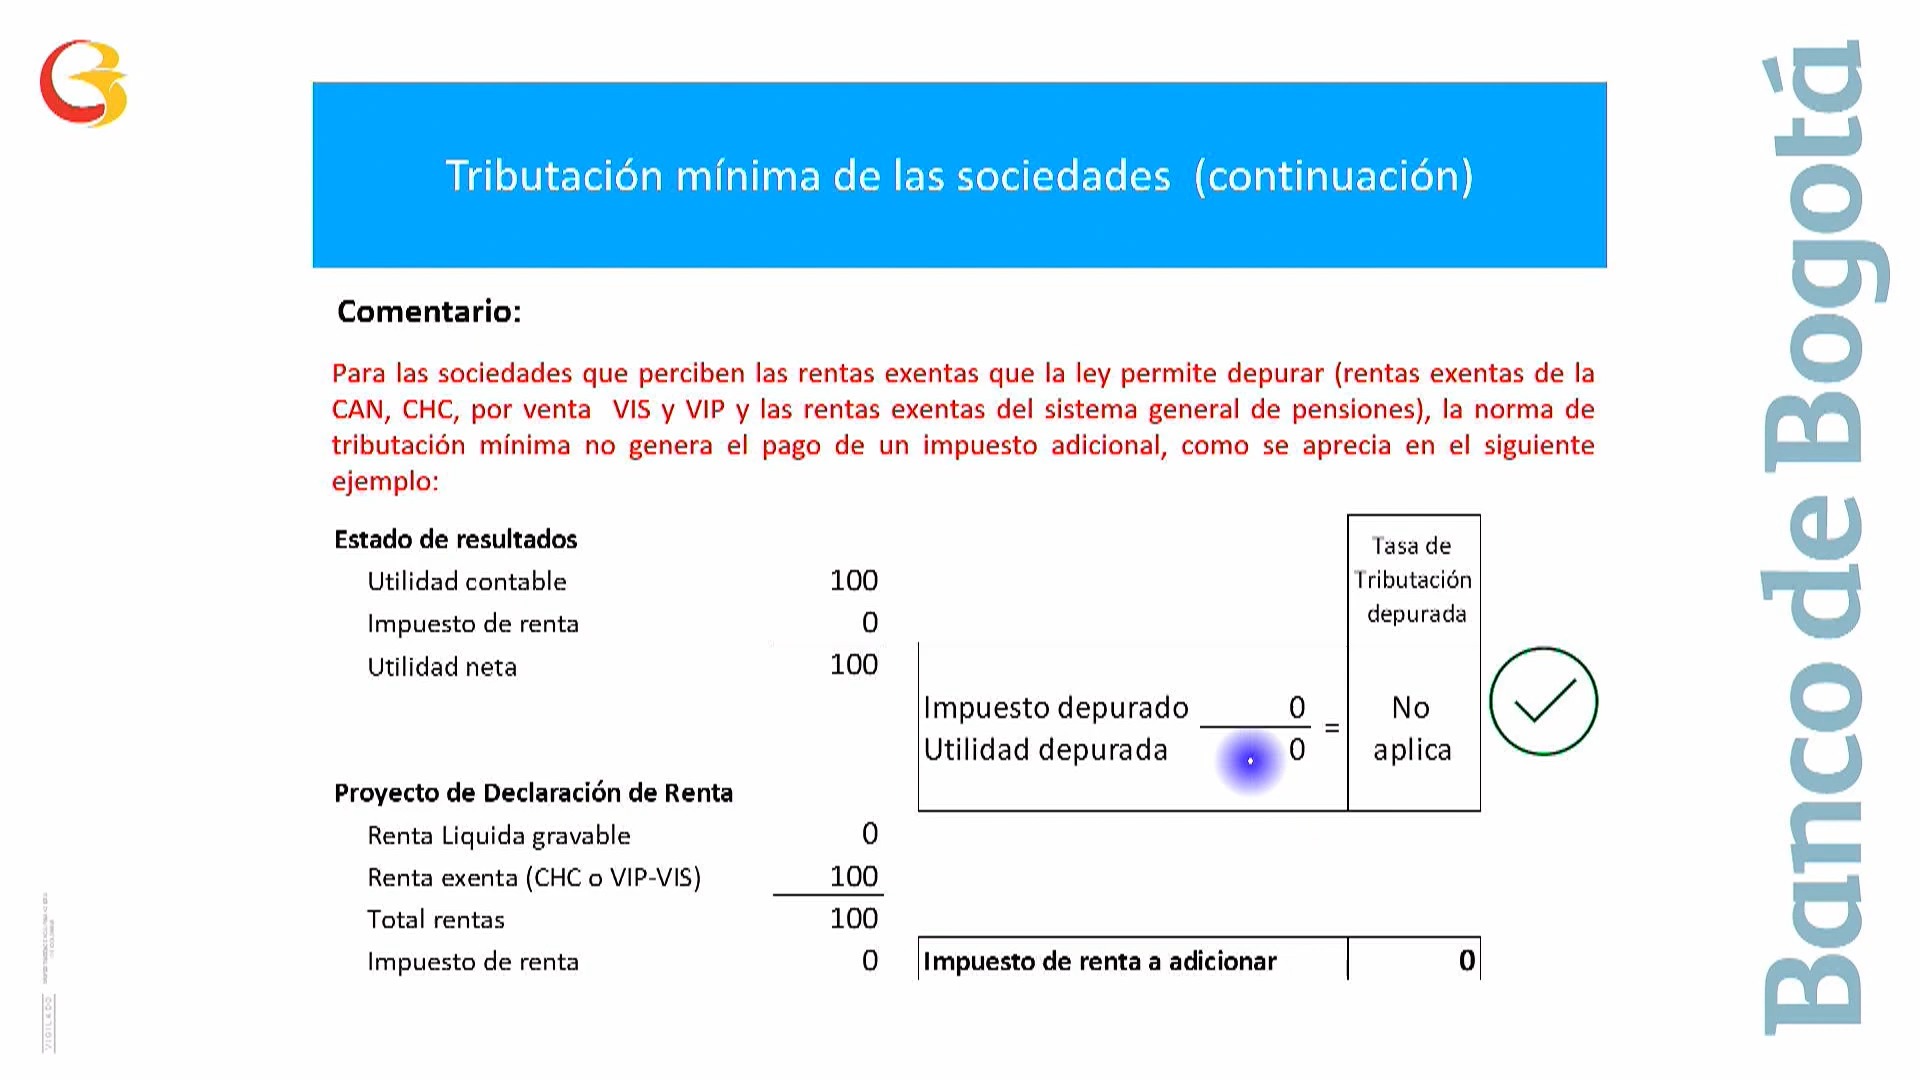 Tributación mínima de las sociedades (continuación)
Comentario:
Para las sociedades que perciben las rentas exentas que la ley permite depurar (rentas exentas de la
CAN, CHC, por venta VIS y VIP y las rentas exentas del sistema general de pensiones), la norma de
tributación mínima no genera el pago de un impuesto adicional, como se aprecia en el siguiente
ejemplo:
Estado de resultados
Utilidad contable 100
Impuesto de renta 0
Utilidad neta 100
Tasa de
Tributación
depurada
Impuesto depurado 0
Utilidad depurada 0
=
No
aplica
Proyecto de Declaración de Renta
Renta Liquida gravable 0
Renta exenta (CHC o VIP-VIS) 100
Total rentas 100
Impuesto de renta 0
Impuesto de renta a adicionar 0
Banco de Bogotá
VIGILADO